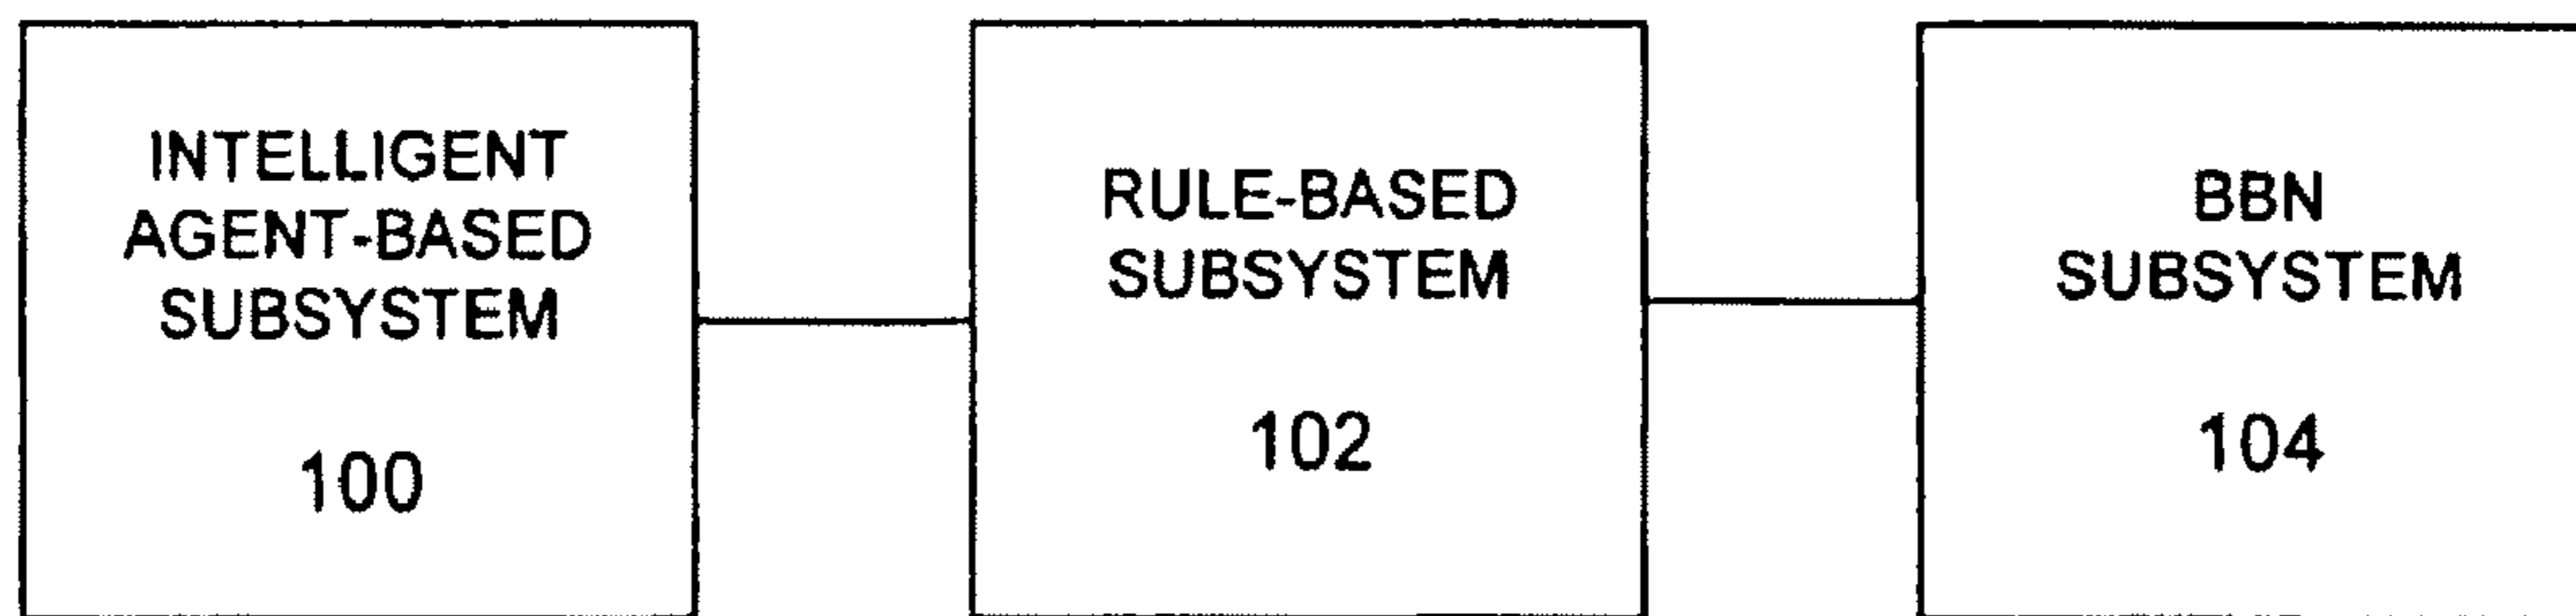 INTELLIGENT
AGENT-BASED
SUBSYSTEM
100
RULE-BASED
SUBSYSTEM
102
BBN
SUBSYSTEM
104